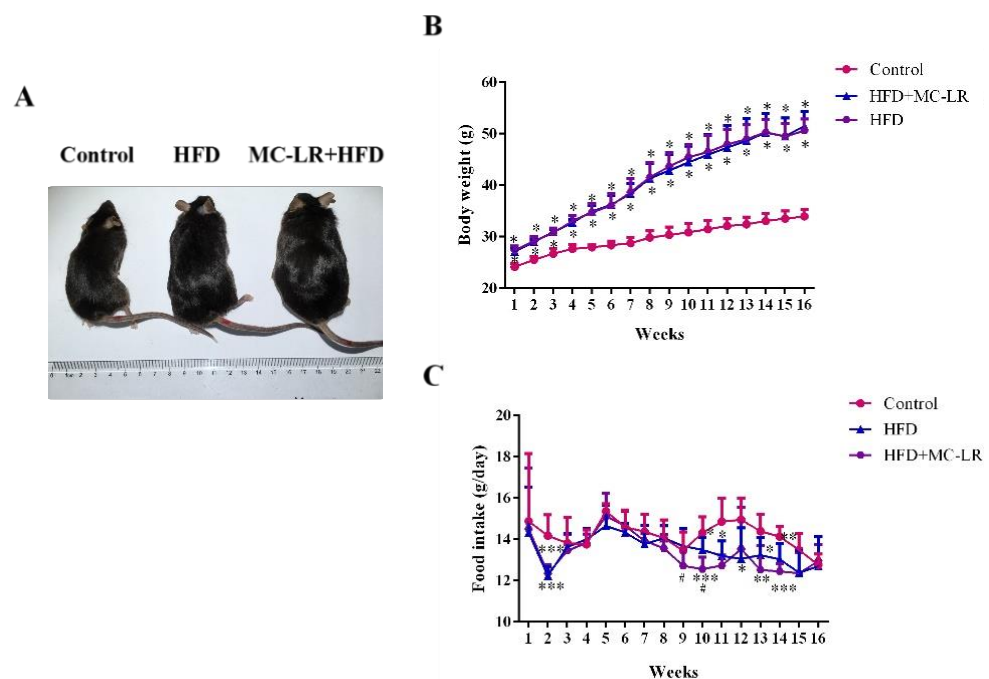 A
Control HFD MC-LR+HFD
B
Body weight (g)
60
50
40
30
20
1 2 3 4 5 6 7 8 9 10 11 12 13 14 15 16
Weeks
Control
HFD+MC-LR
HFD
C
Food intake (g/day)
20
18
16
14
12
10
1 2 3 4 5 6 7 8 9 10 11 12 13 14 15 16
Weeks
Control
HFD
HFD+MC-LR